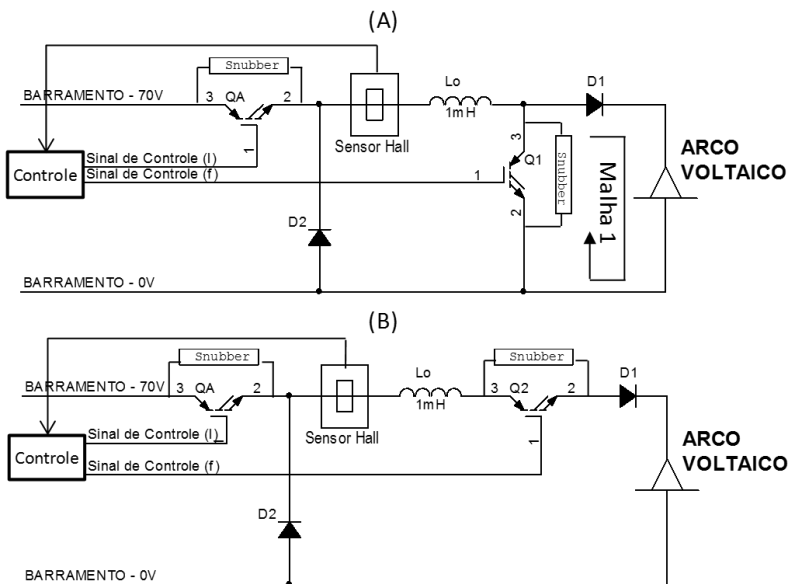 (A)
Snubber
BARRAMENTO - 70V
3 QA 2
1
Sensor Hall
Lo
1mH
D1
Controle
Sinal de Controle (I)
Sinal de Controle (f)
3
1
Q1
2
Snubber
Malha 1
ARCO
VOLTAICO
D2
BARRAMENTO - 0V
(B)
Snubber
Snubber
BARRAMENTO - 70V
3 QA 2
1
Sensor Hall
Lo
1mH
3 Q2 2
1
D1
Controle
Sinal de Controle (I)
Sinal de Controle (f)
ARCO
VOLTAICO
D2
BARRAMENTO - 0V